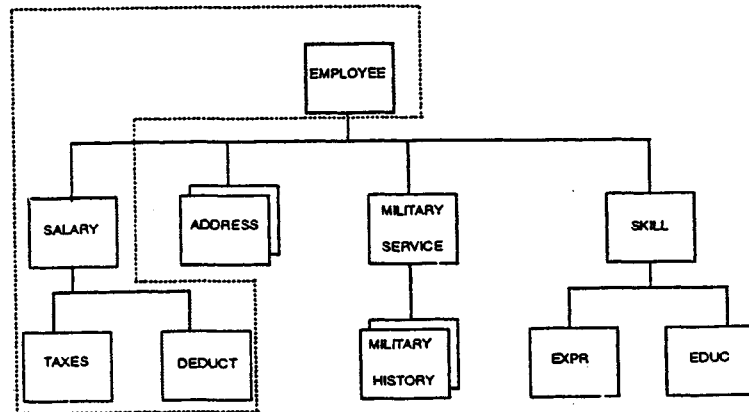 EMPLOYEE
SALARY
ADDRESS
MILITARY
SERVICE
SKILL
TAXES
DEDUCT
MILITARY
HISTORY
EXPR
EDUC